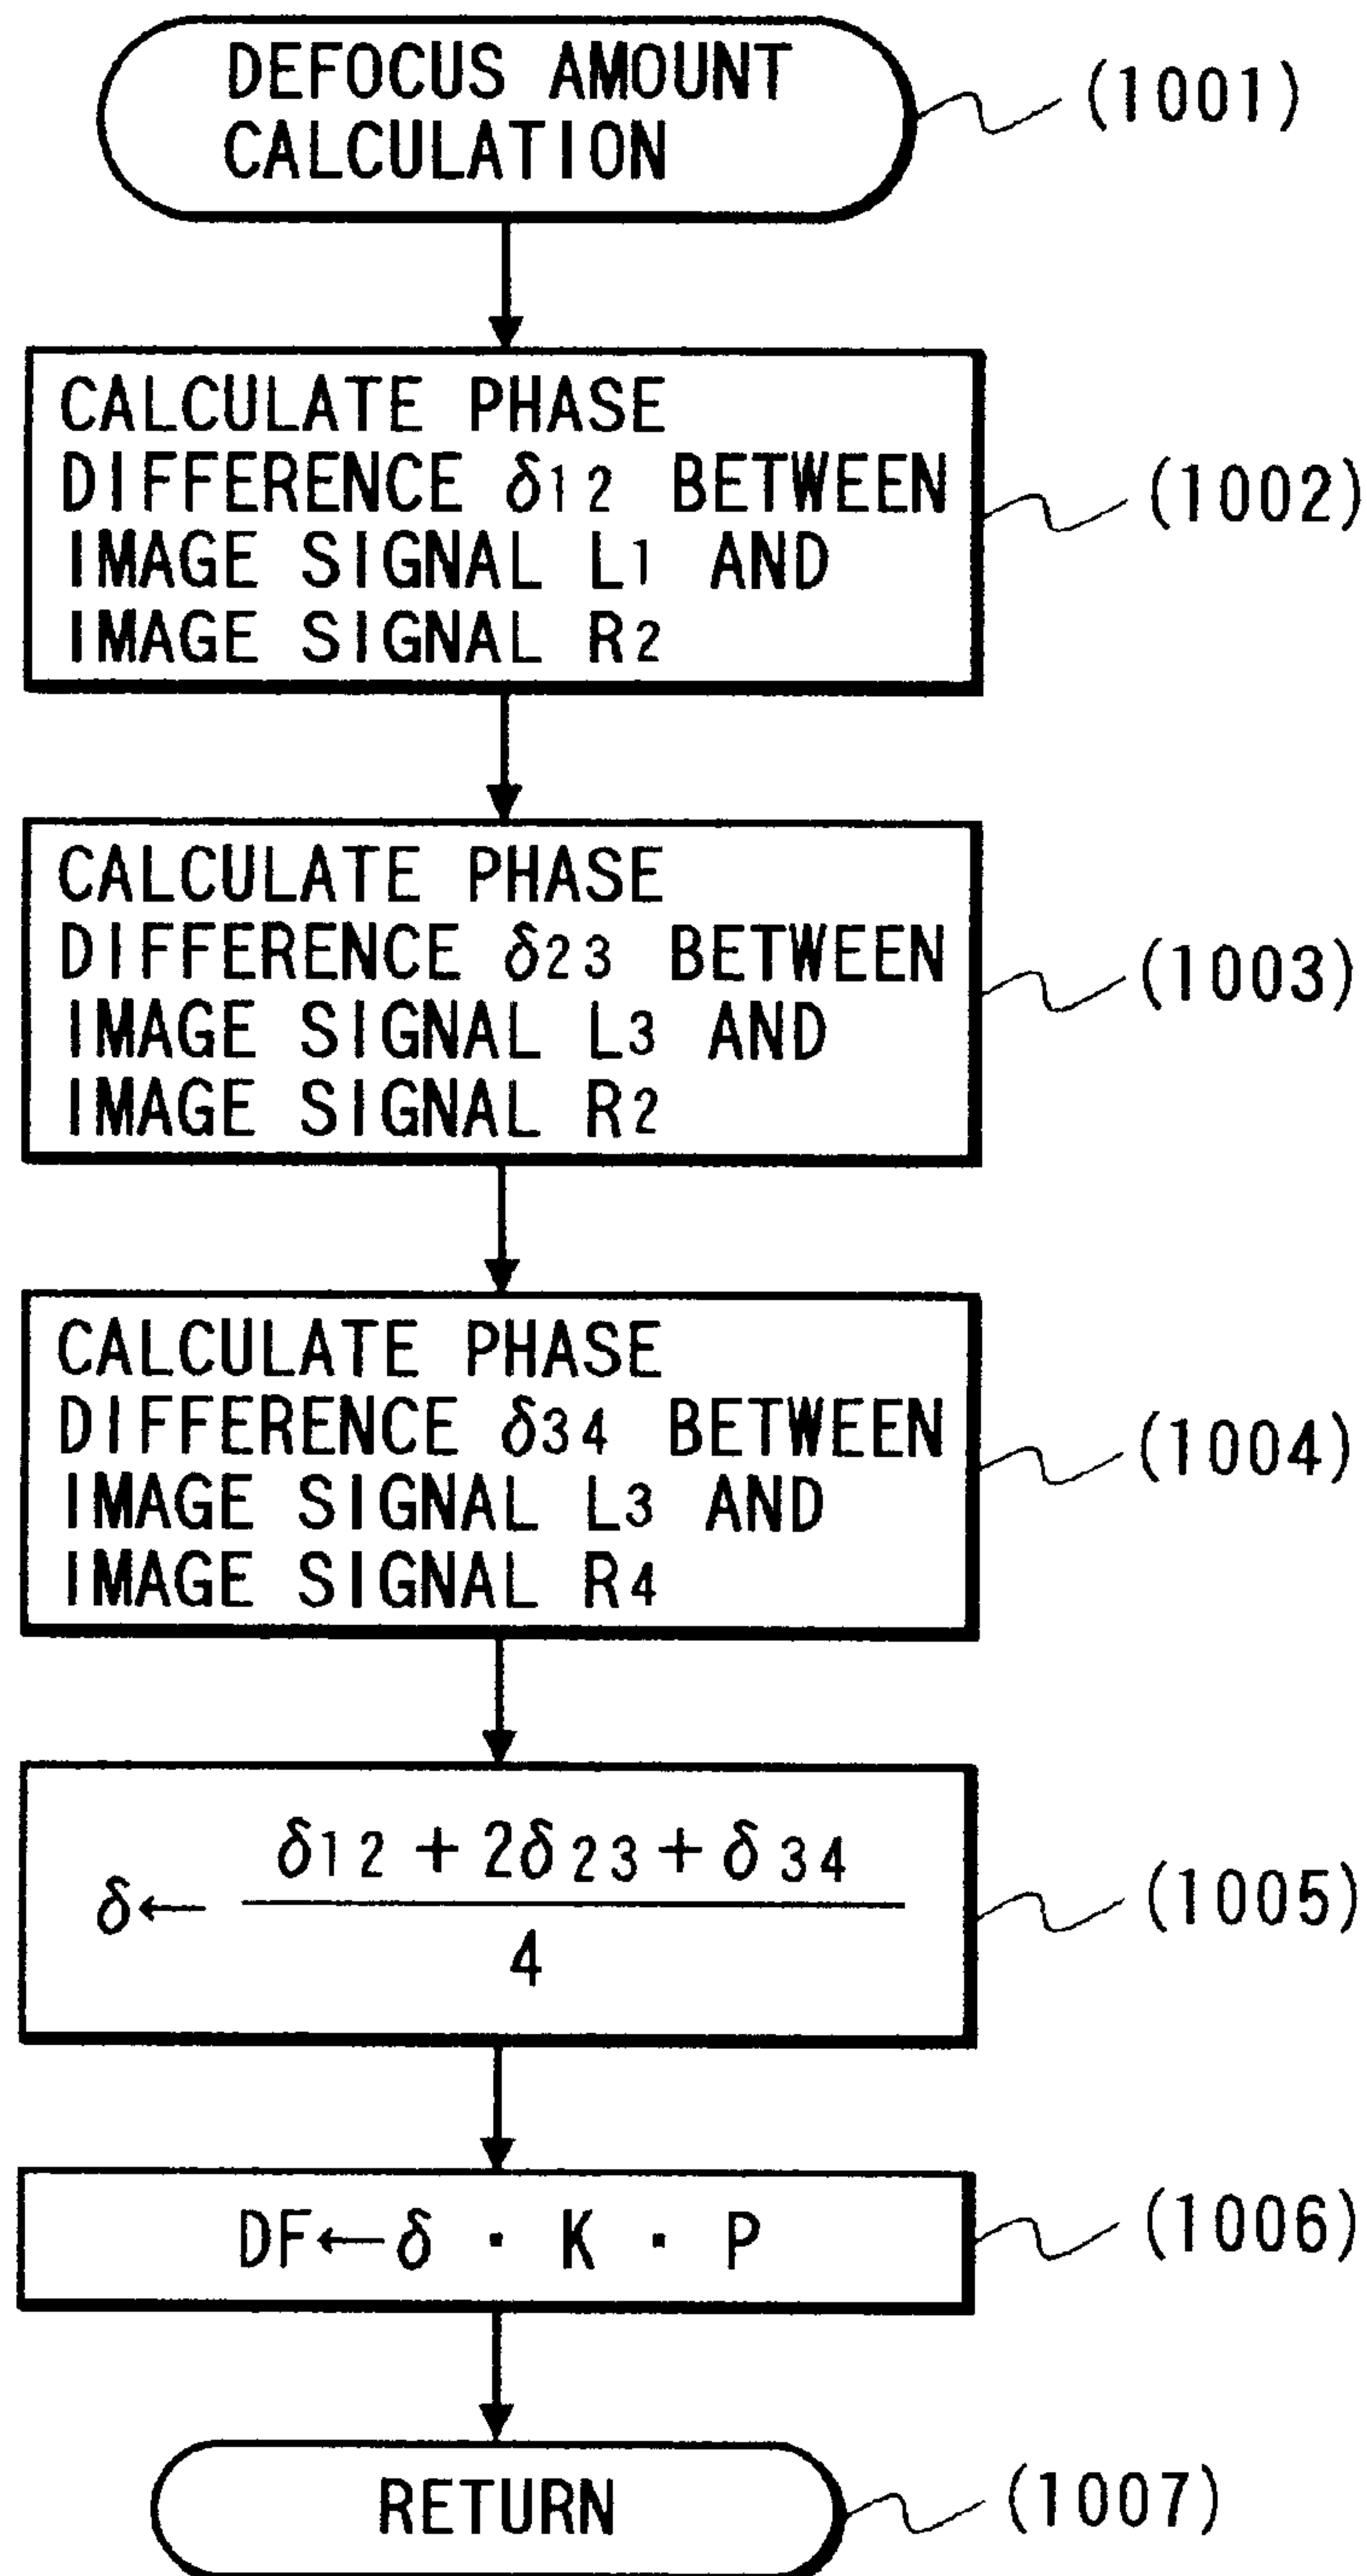 DEFOCUS AMOUNT
CALCULATION
(1001)
CALCULATE PHASE
DIFFERENCE δ12 BETWEEN
IMAGE SIGNAL L1 AND
IMAGE SIGNAL R2
(1002)
CALCULATE PHASE
DIFFERENCE δ23 BETWEEN
IMAGE SIGNAL L3 AND
IMAGE SIGNAL R2
(1003)
CALCULATE PHASE
DIFFERENCE δ34 BETWEEN
IMAGE SIGNAL L3 AND
IMAGE SIGNAL R4
(1004)
δ12 + 2δ23 + δ34
δ←
4
(1005)
DF←δ · K · P
(1006)
RETURN
(1007)